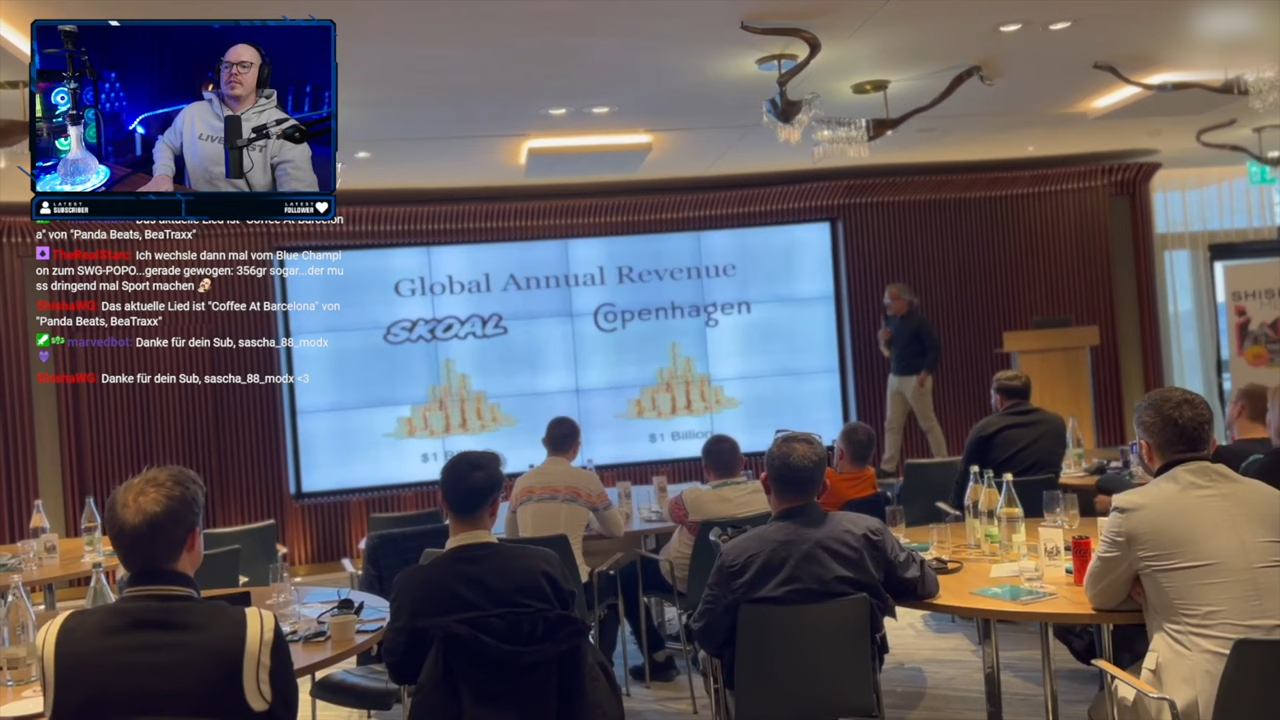 LATEST
SUBSCRIBER
LATEST
FOLLOWER
Das aktuelle Lied ist "Coffee At Barcelon
a" von "Panda Beats, BeaTraxx"
TheRealStan: Ich wechsle dann mal vom Blue Champi
on zum SWG-POPO...gerade gewogen: 356gr sogar...der mu
ss dringend mal Sport machen
ShishaWG: Das aktuelle Lied ist "Coffee At Barcelona" von
"Panda Beats, BeaTraxx"
marvedbot: Danke für dein Sub, sascha_88_modx
ShishaWG: Danke für dein Sub, sascha_88_modx <3
Global Annual Revenue
SKOAL
Copenhagen
$1 Billion
SHISH